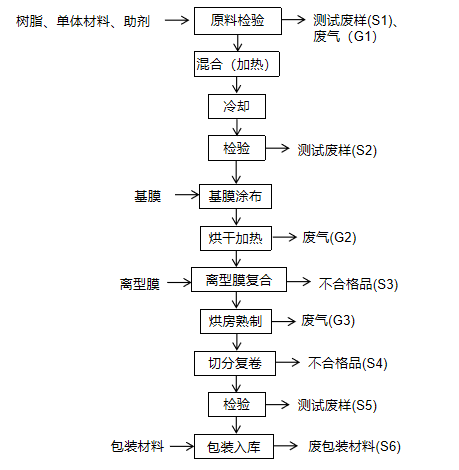 树脂、单体材料、助剂
原料检验
测试废样(S1)、
废气（G1）
混合（加热）
冷却
检验
测试废样(S2)
基膜
基膜涂布
烘干加热
废气(G2)
离型膜
离型膜复合
不合格品(S3)
烘房熟制
废气(G3)
切分复卷
不合格品(S4)
检验
测试废样(S5)
包装材料
包装入库
废包装材料(S6)